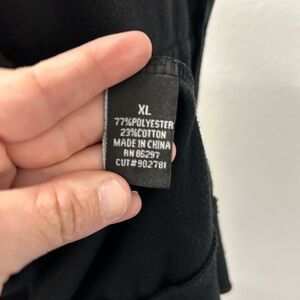 XL
77%POLYESTER
23%COTTON
MADE IN CHINA
RN 86297
CUT#902781